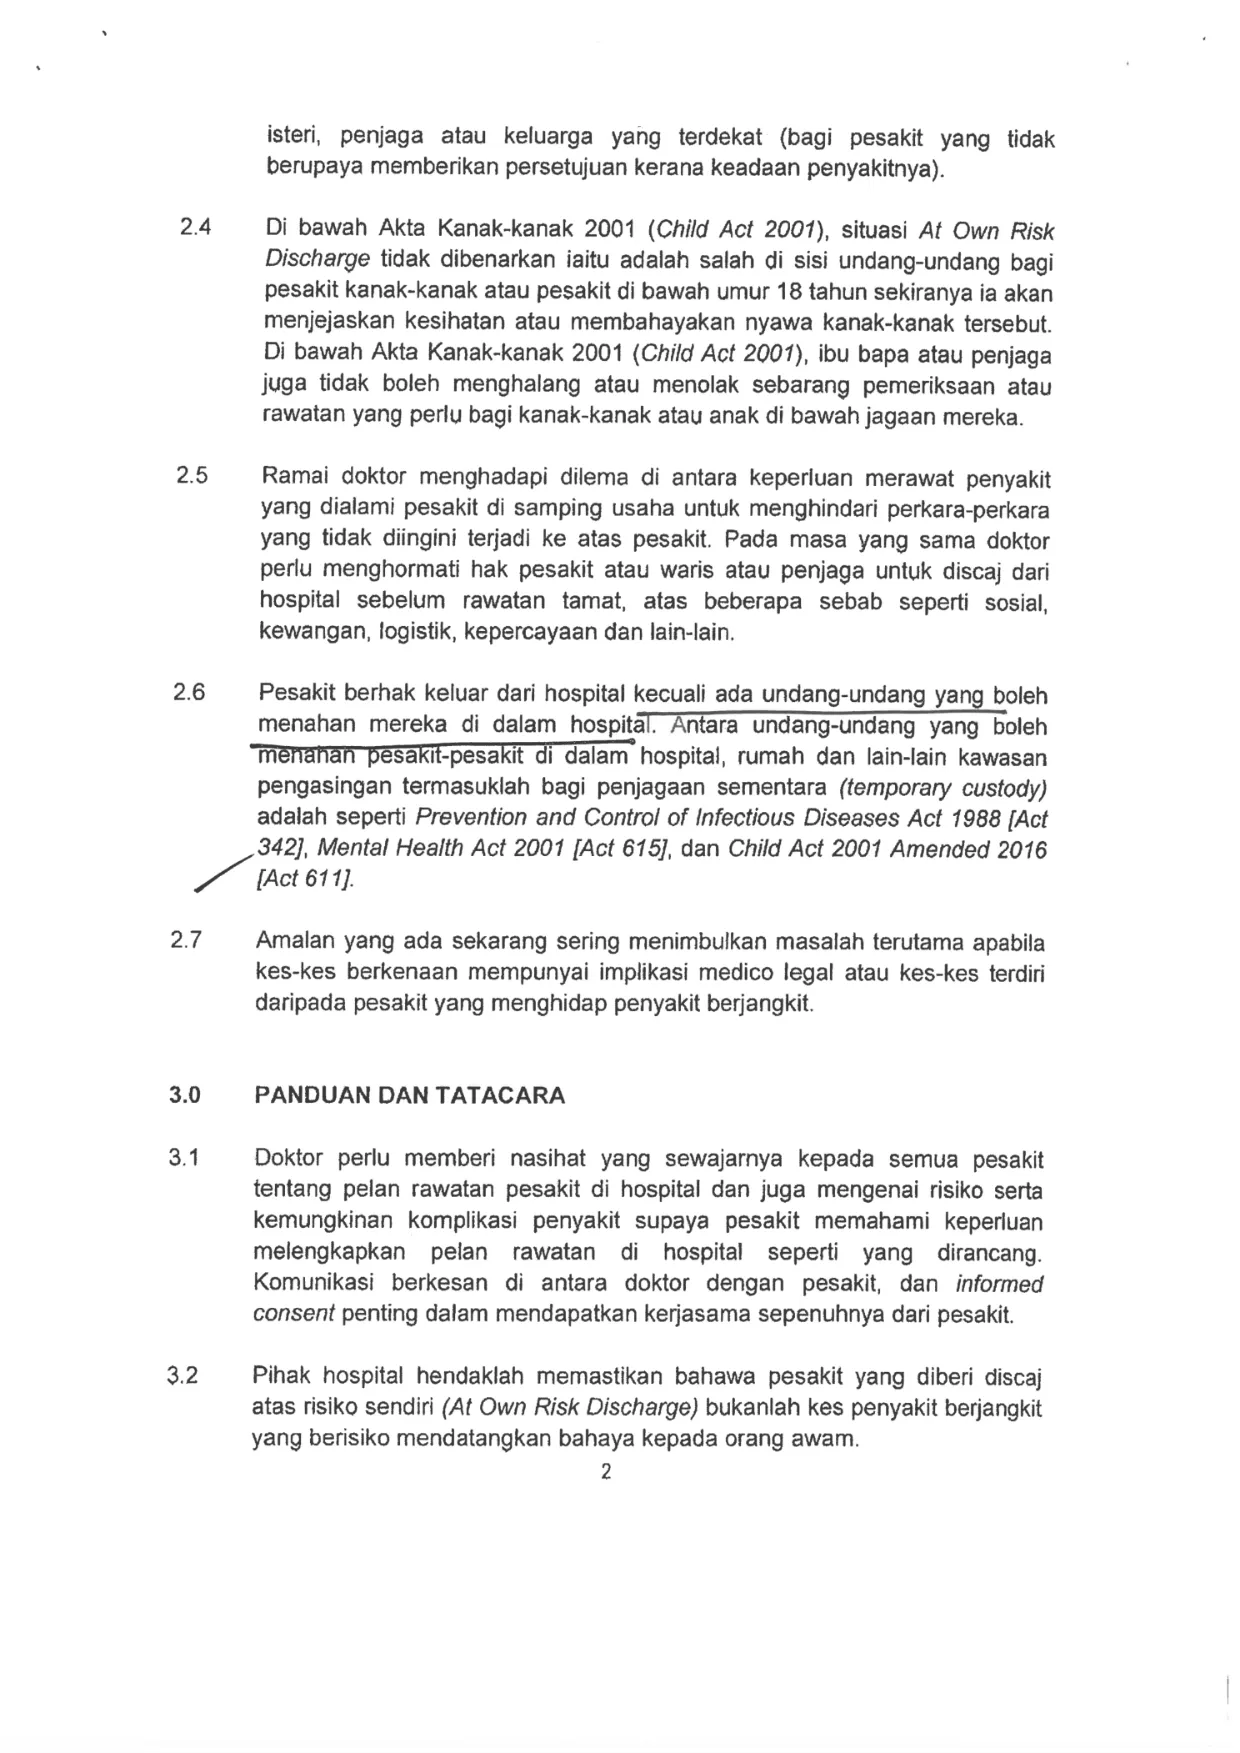 isteri, penjaga atau keluarga yang terdekat (bagi pesakit yang tidak
berupaya memberikan persetujuan kerana keadaan penyakitnya).
2.4 Di bawah Akta Kanak-kanak 2001 (Child Act 2001), situasi At Own Risk
Discharge tidak dibenarkan iaitu adalah salah di sisi undang-undang bagi
pesakit kanak-kanak atau pesakit di bawah umur 18 tahun sekiranya ia akan
menjejaskan kesihatan atau membahayakan nyawa kanak-kanak tersebut.
Di bawah Akta Kanak-kanak 2001 (Child Act 2001), ibu bapa atau penjaga
juga tidak boleh menghalang atau menolak sebarang pemeriksaan atau
rawatan yang perlu bagi kanak-kanak atau anak di bawah jagaan mereka.
2.5 Ramai doktor menghadapi dilema di antara keperluan merawat penyakit
yang dialami pesakit di samping usaha untuk menghindari perkara-perkara
yang tidak diingini terjadi ke atas pesakit. Pada masa yang sama doktor
perlu menghormati hak pesakit atau waris atau penjaga untuk discaj dari
hospital sebelum rawatan tamat, atas beberapa sebab seperti sosial,
kewangan, logistik, kepercayaan dan lain-lain.
2.6 Pesakit berhak keluar dari hospital kecuali ada undang-undang yang boleh
menahan mereka di dalam hospital. Antara undang-undang yang boleh
menahan pesakit-pesakit di dalam hospital, rumah dan lain-lain kawasan
pengasingan termasuklah bagi penjagaan sementara (temporary custody)
adalah seperti Prevention and Control of Infectious Diseases Act 1988 [Act
342], Mental Health Act 2001 [Act 615], dan Child Act 2001 Amended 2016
[Act 611].
2.7 Amalan yang ada sekarang sering menimbulkan masalah terutama apabila
kes-kes berkenaan mempunyai implikasi medico legal atau kes-kes terdiri
daripada pesakit yang menghidap penyakit berjangkit.
3.0 PANDUAN DAN TATACARA
3.1 Doktor perlu memberi nasihat yang sewajarnya kepada semua pesakit
tentang pelan rawatan pesakit di hospital dan juga mengenai risiko serta
kemungkinan komplikasi penyakit supaya pesakit memahami keperluan
melengkapkan pelan rawatan di hospital seperti yang dirancang.
Komunikasi berkesan di antara doktor dengan pesakit, dan informed
consent penting dalam mendapatkan kerjasama sepenuhnya dari pesakit.
3.2 Pihak hospital hendaklah memastikan bahawa pesakit yang diberi discaj
atas risiko sendiri (At Own Risk Discharge) bukanlah kes penyakit berjangkit
yang berisiko mendatangkan bahaya kepada orang awam.
2